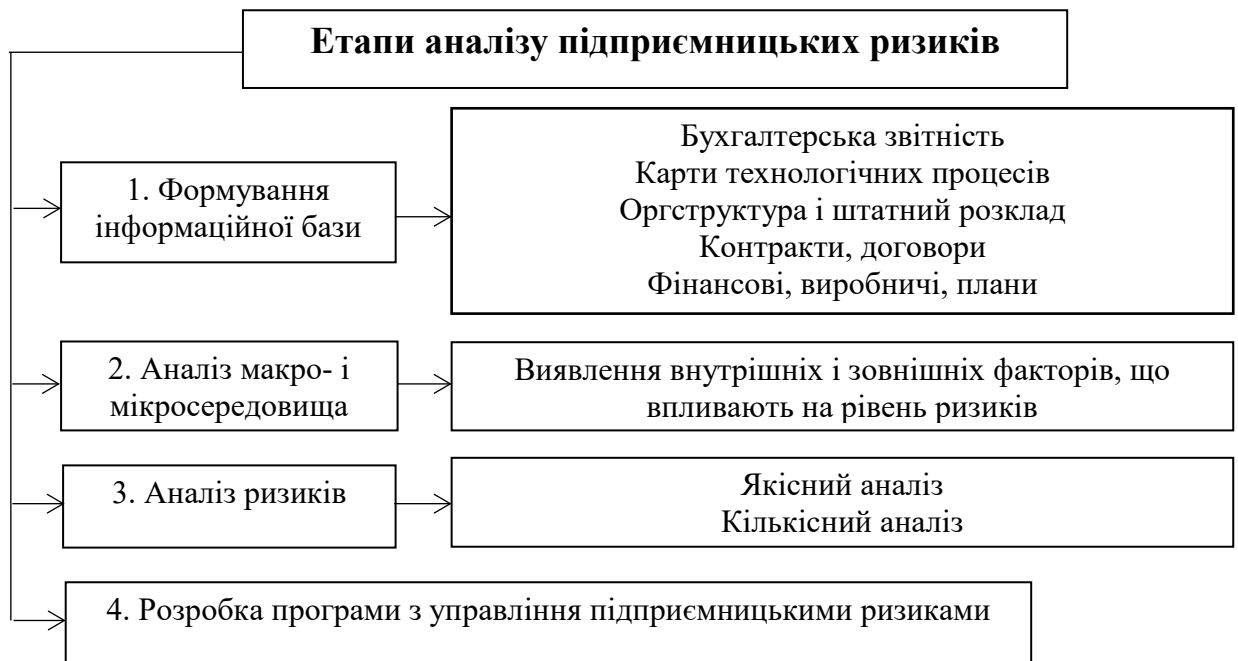 Етапи аналізу підприємницьких ризиків
1. Формування
інформаційної бази
Бухгалтерська звітність
Карти технологічних процесів
Оргструктура і штатний розклад
Контракти, договори
Фінансові, виробничі, плани
2. Аналіз макро- і
мікросередовища
Виявлення внутрішніх і зовнішніх факторів, що
впливають на рівень ризиків
3. Аналіз ризиків
Якісний аналіз
Кількісний аналіз
4. Розробка програми з управління підприємницькими ризиками